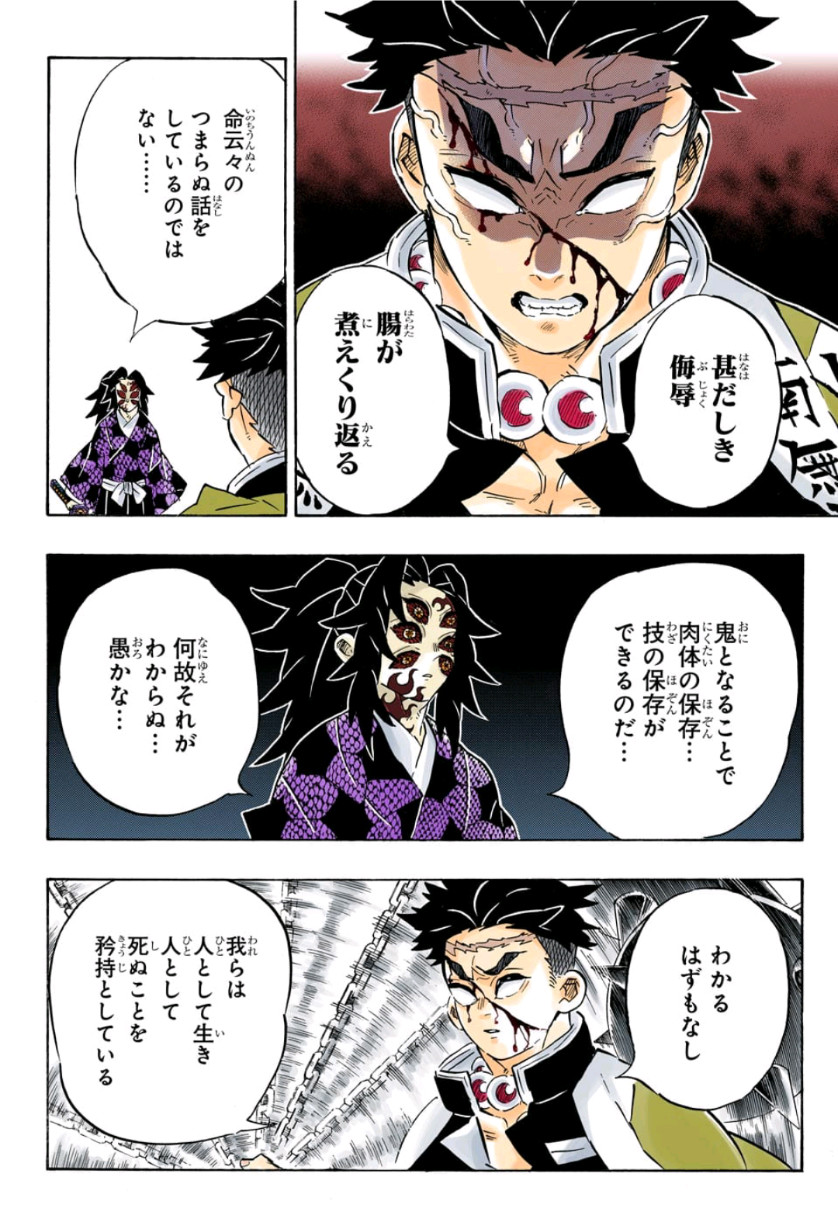 甚だしき
侮辱
腸が
煮えくり返る
命云々の
つまらぬ話を
しているのでは
ない……
鬼となることで
肉体の保存…
技の保存が
できるのだ…
何故それが
わからぬ…
愚かな…
わかる
はずもなし
我らは
人として生き
人として
死ぬことを
矜持としている